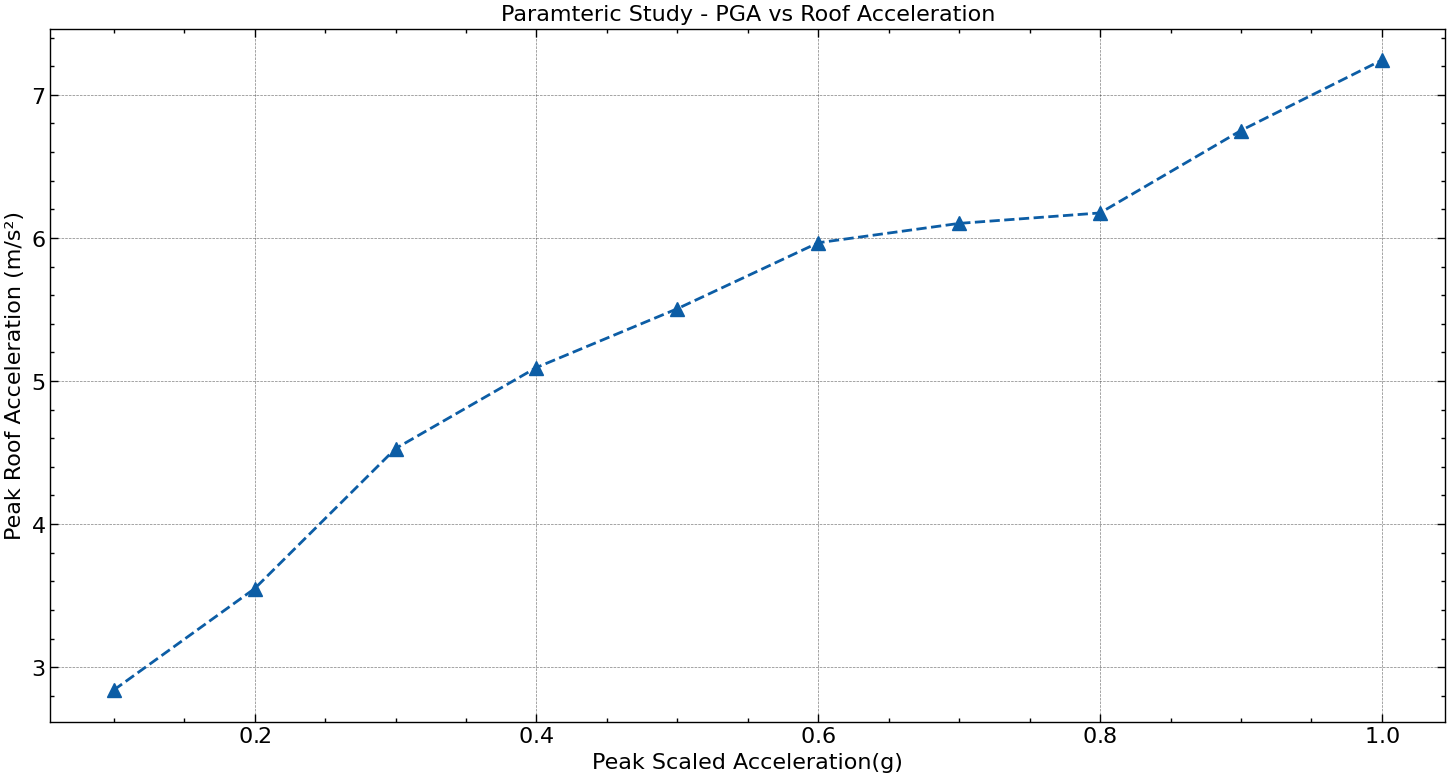 Paramteric Study - PGA vs Roof Acceleration
Peak Roof Acceleration (m/s²)
7
6
5
4
3
0.2 0.4 0.6 0.8 1.0
Peak Scaled Acceleration(g)